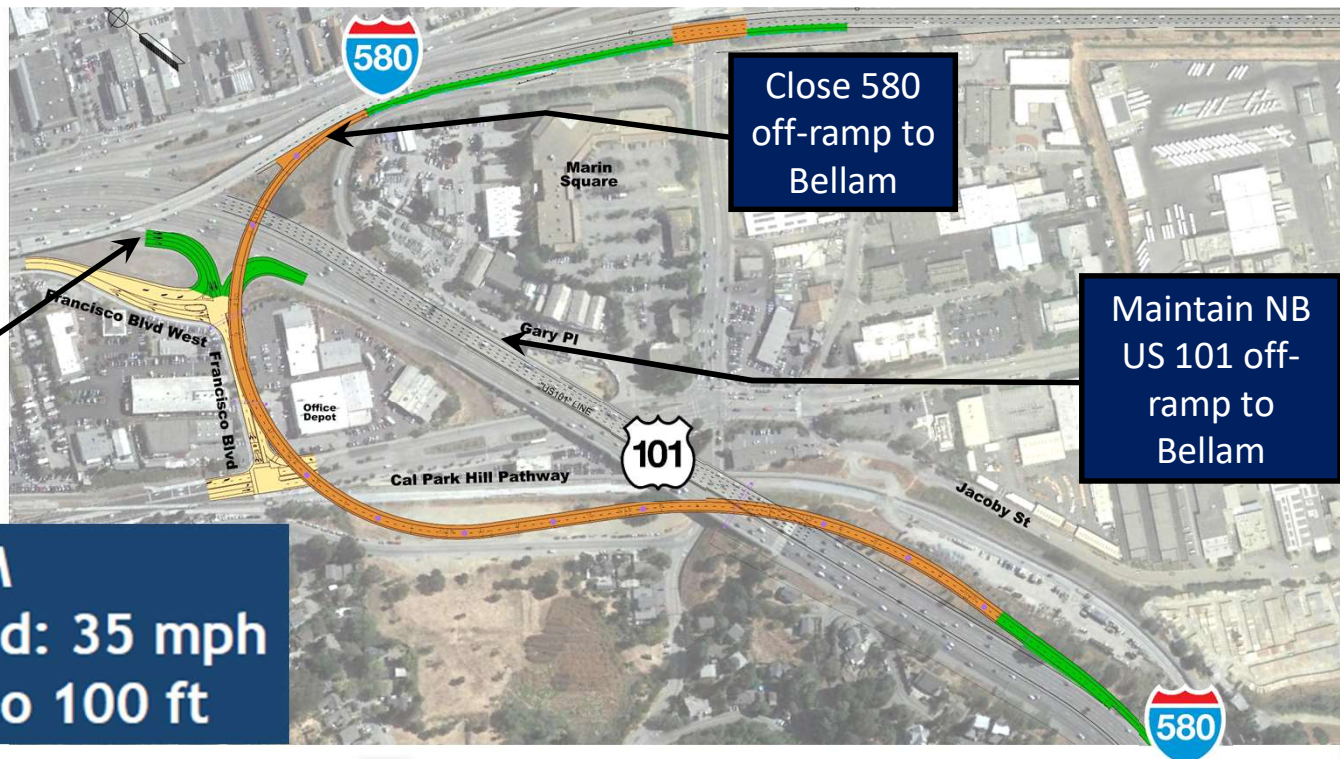 580
Close 580
off-ramp to
Bellam
Marin
Square
Maintain NB
US 101 off-
ramp to
Bellam
Francisco Blvd West
Francisco Blvd
Gary Pl
Office
Depot
"US101" LINE
101
Cal Park Hill Pathway
Jacoby St
d: 35 mph
o 100 ft
580